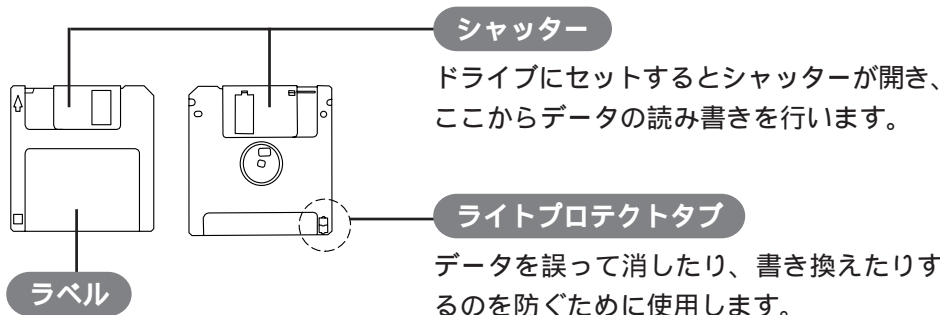 シャッター
ドライブにセットするとシャッターが開き、
ここからデータの読み書きを行います。
ライトプロテクトタブ
データを誤って消したり、書き換えたりす
るのを防ぐために使用します。
ラベル